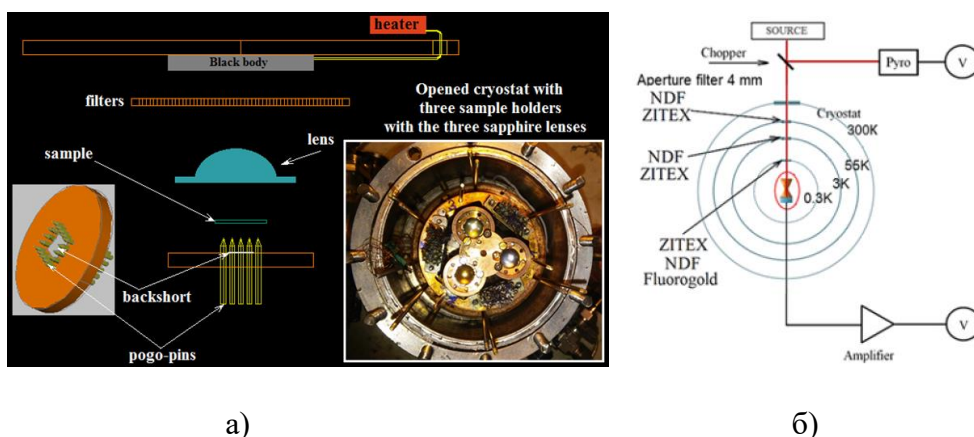 heater
Black body
filters
sample
lens
backshort
pogo-pins
Opened cryostat with
three sample holders
with the three sapphire lenses
а)
SOURCE
Chopper
Pyro
V
Aperture filter 4 mm
NDF
ZITEX
Cryostat
300K
NDF
ZITEX
55K
3K
0.3K
ZITEX
NDF
Fluorogold
Amplifier
V
б)